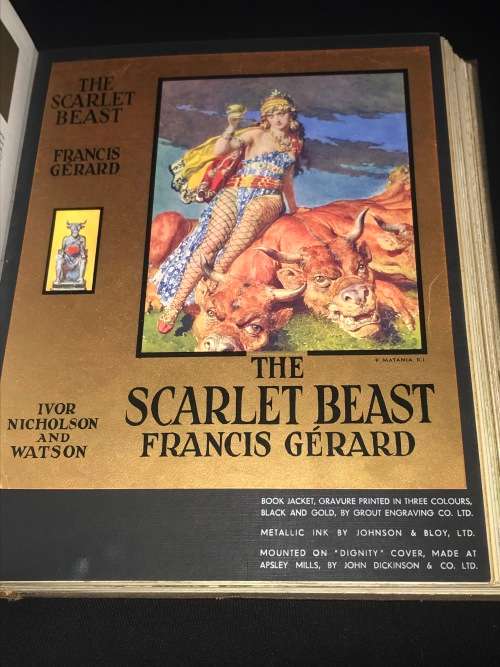 THE
SCARLET
BEAST
FRANCIS
GÉRARD
IVOR
NICHOLSON
AND
WATSON
F. MATANIA, R.I.
THE
SCARLET BEAST
FRANCIS GÉRARD
BOOK JACKET, GRAVURE PRINTED IN THREE COLOURS,
BLACK AND GOLD, BY GROUT ENGRAVING CO. LTD.
METALLIC INK BY JOHNSON & BLOY, LTD.
MOUNTED ON "DIGNITY" COVER, MADE AT
APSLEY MILLS, BY JOHN DICKINSON & CO. LTD.